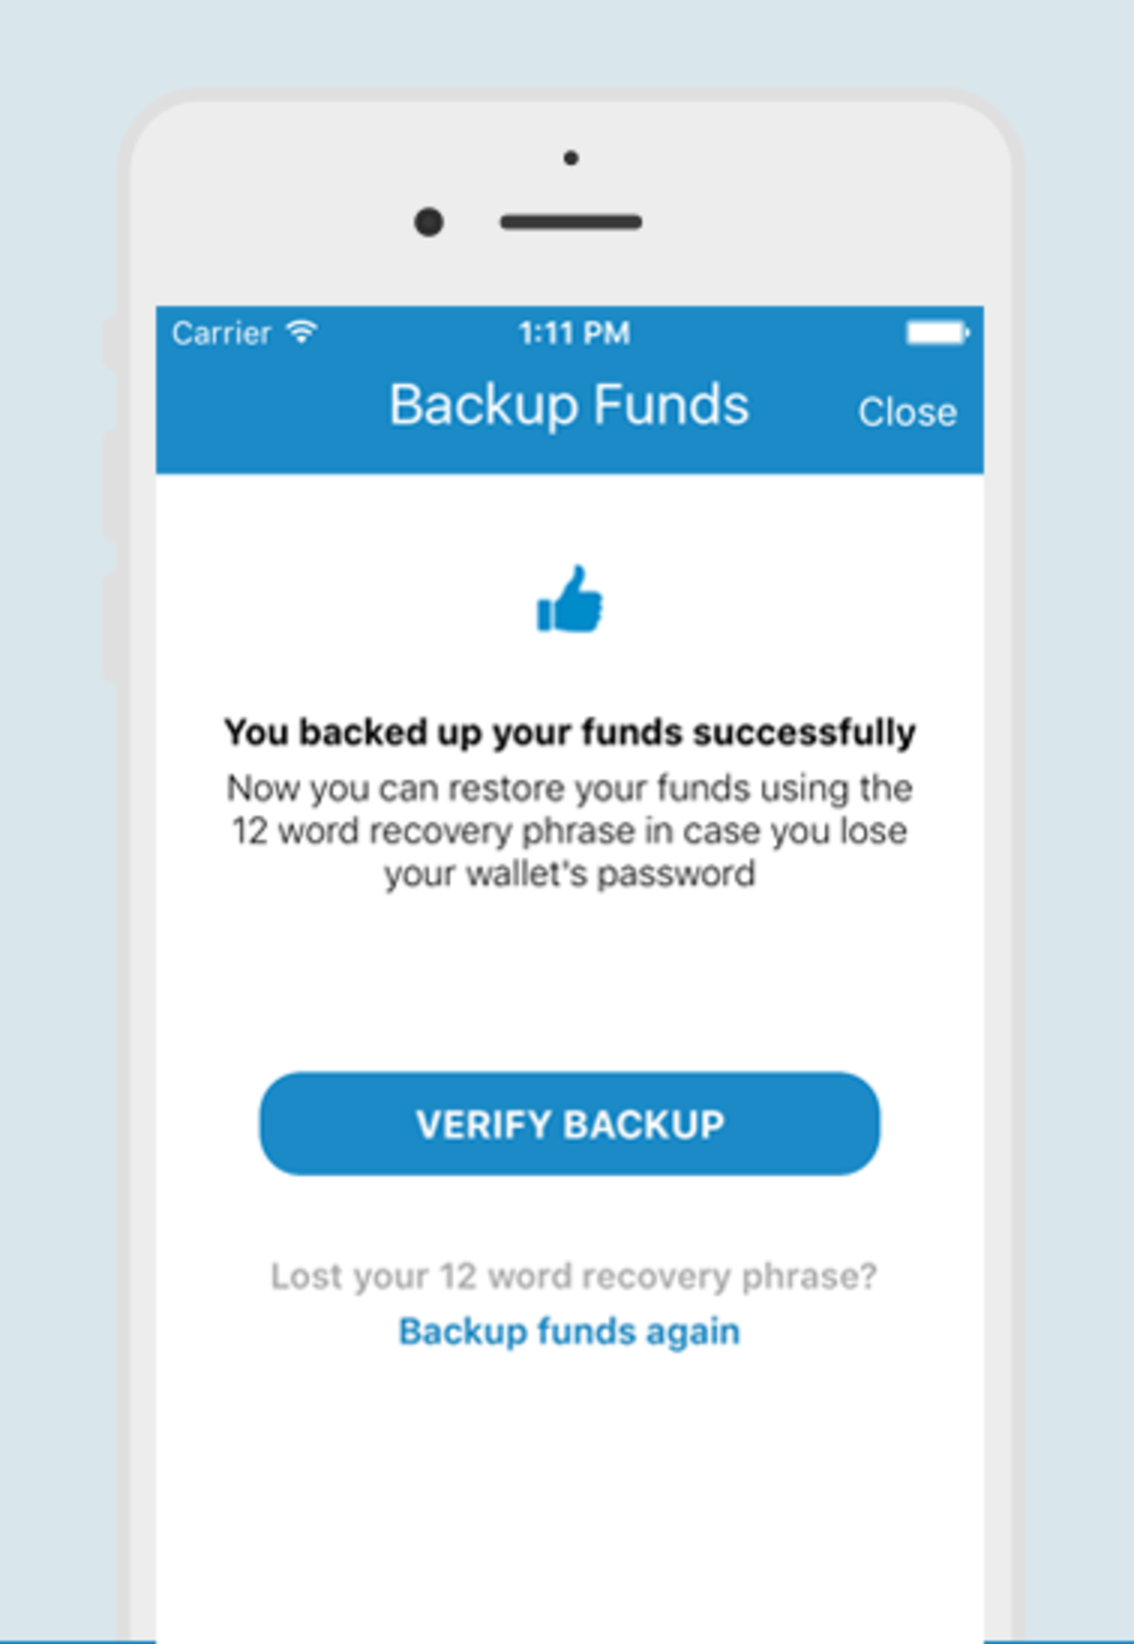 Carrier 1:11 PM
Backup Funds Close
You backed up your funds successfully
Now you can restore your funds using the
12 word recovery phrase in case you lose
your wallet's password
VERIFY BACKUP
Lost your 12 word recovery phrase?
Backup funds again